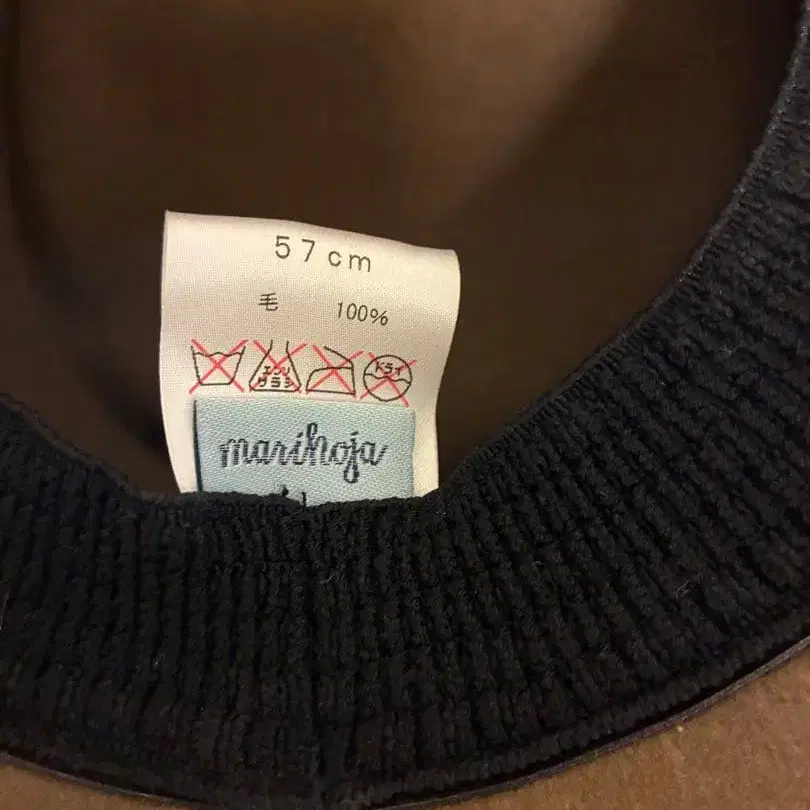 57cm
毛 100%
エンソ サラシ ドライ
marihoja